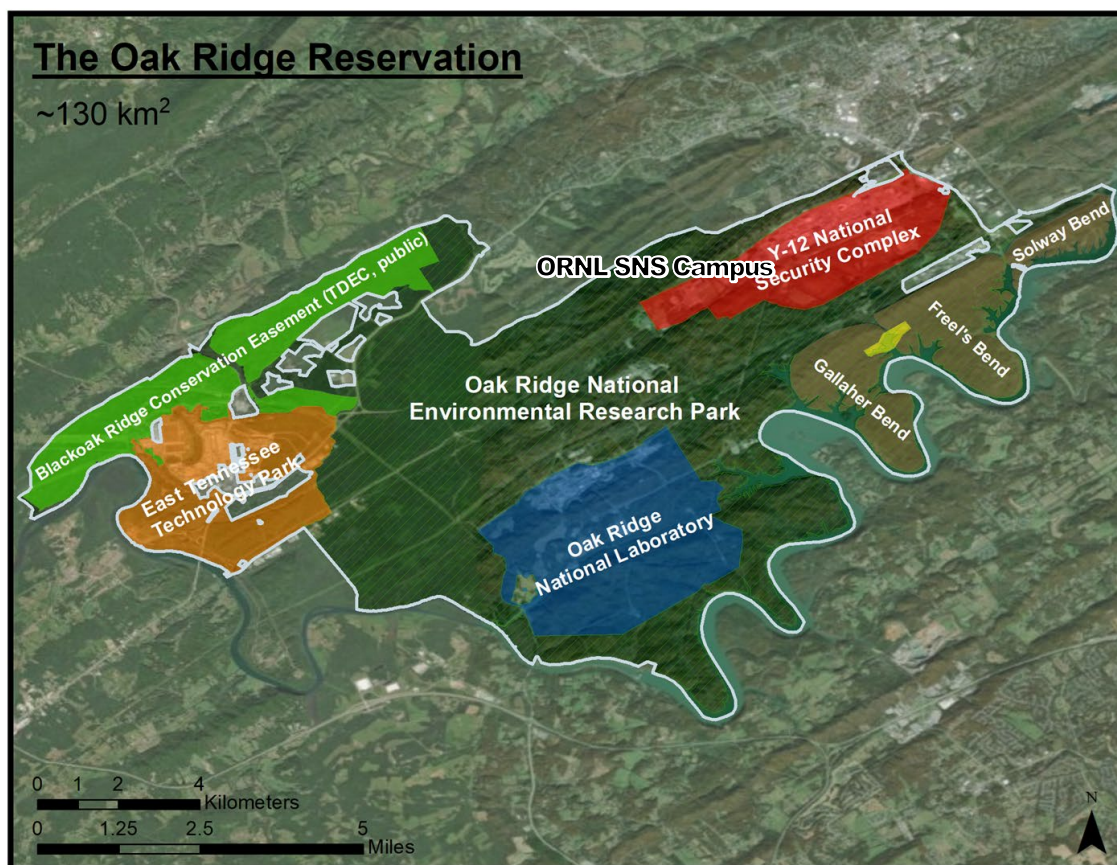 The Oak Ridge Reservation
~130 km²
Solway Bend
Y-12 National
Security Complex
ORNL SNS Campus
Blackoak Ridge Conservation Easement (TDEC, public)
Freel's Bend
Gallaher Bend
Oak Ridge National
Environmental Research Park
East Tennessee
Technology Park
Oak Ridge
National Laboratory
0 1 2 4
Kilometers
0 1.25 2.5 5
Miles
N